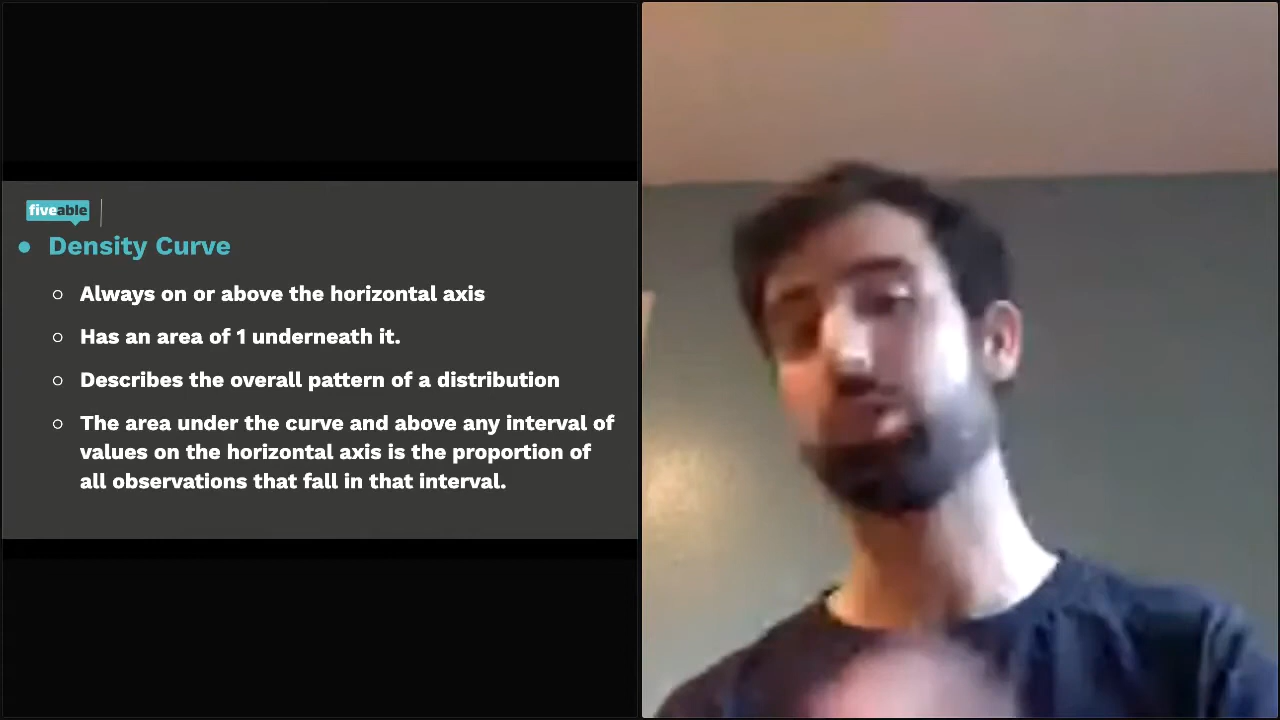 fiveable
Density Curve
Always on or above the horizontal axis
Has an area of 1 underneath it.
Describes the overall pattern of a distribution
The area under the curve and above any interval of
values on the horizontal axis is the proportion of
all observations that fall in that interval.